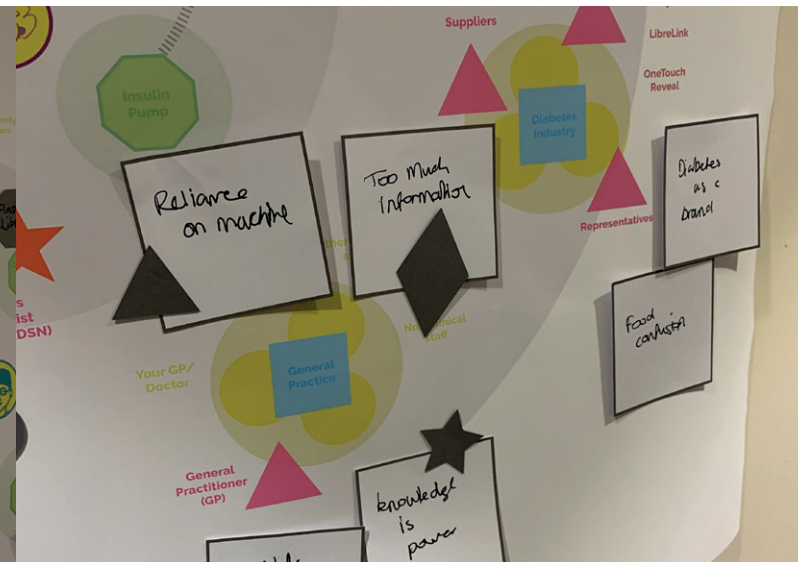 Suppliers
LibreLink
OneTouch
Reveal
Insulin
Pump
Diabetes
Industry
Representatives
Reliance
on machine
Too Much
Information
Diabetes
as a
brand
Food
confusion
DSN)
Your GP/
Doctor
General
Practice
General
Practitioner
(GP)
knowledge
is
power